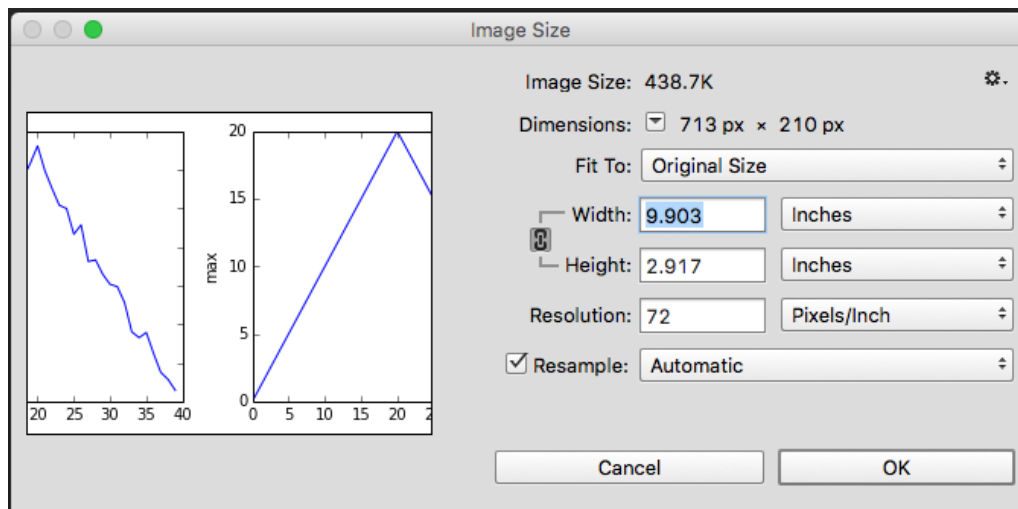 Image Size
Image Size: 438.7K
Dimensions: 713 px × 210 px
Fit To: Original Size
Width: 9.903 Inches
Height: 2.917 Inches
Resolution: 72 Pixels/Inch
Resample: Automatic
Cancel OK
20
15
10
5
0
max
20 25 30 35 40
0 5 10 15 20 2